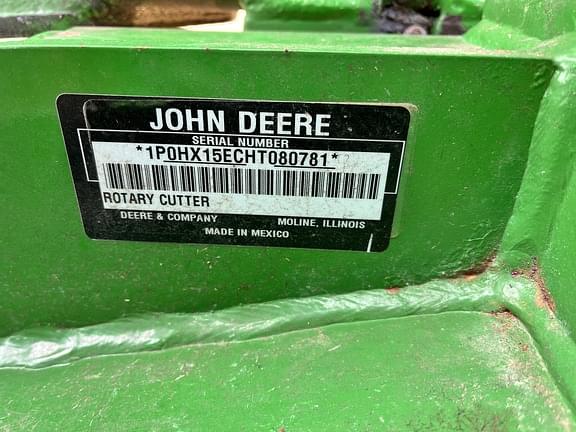 JOHN DEERE
SERIAL NUMBER
*1P0HX15ECHT080781*
ROTARY CUTTER
DEERE & COMPANY MOLINE, ILLINOIS
MADE IN MEXICO